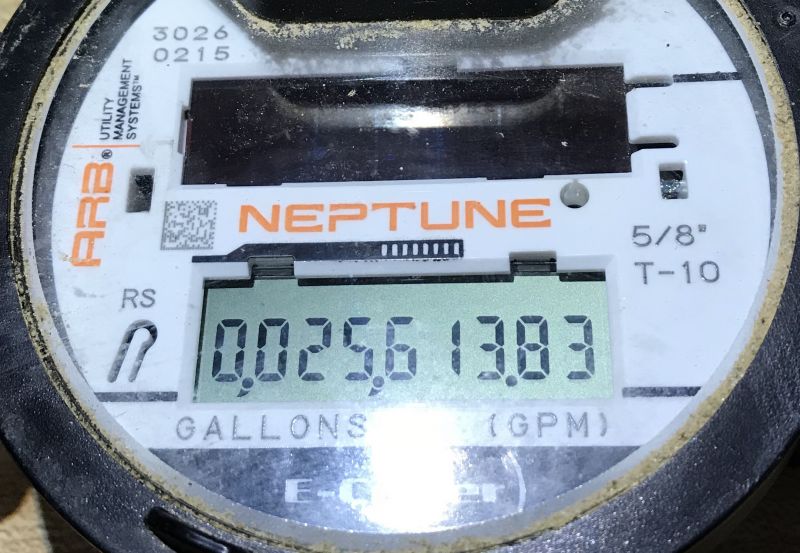 3026
0215
ARB®
UTILITY
MANAGEMENT
SYSTEMS™
NEPTUNE
5/8"
T-10
RS
0,025,613.83
GALLONS (GPM)